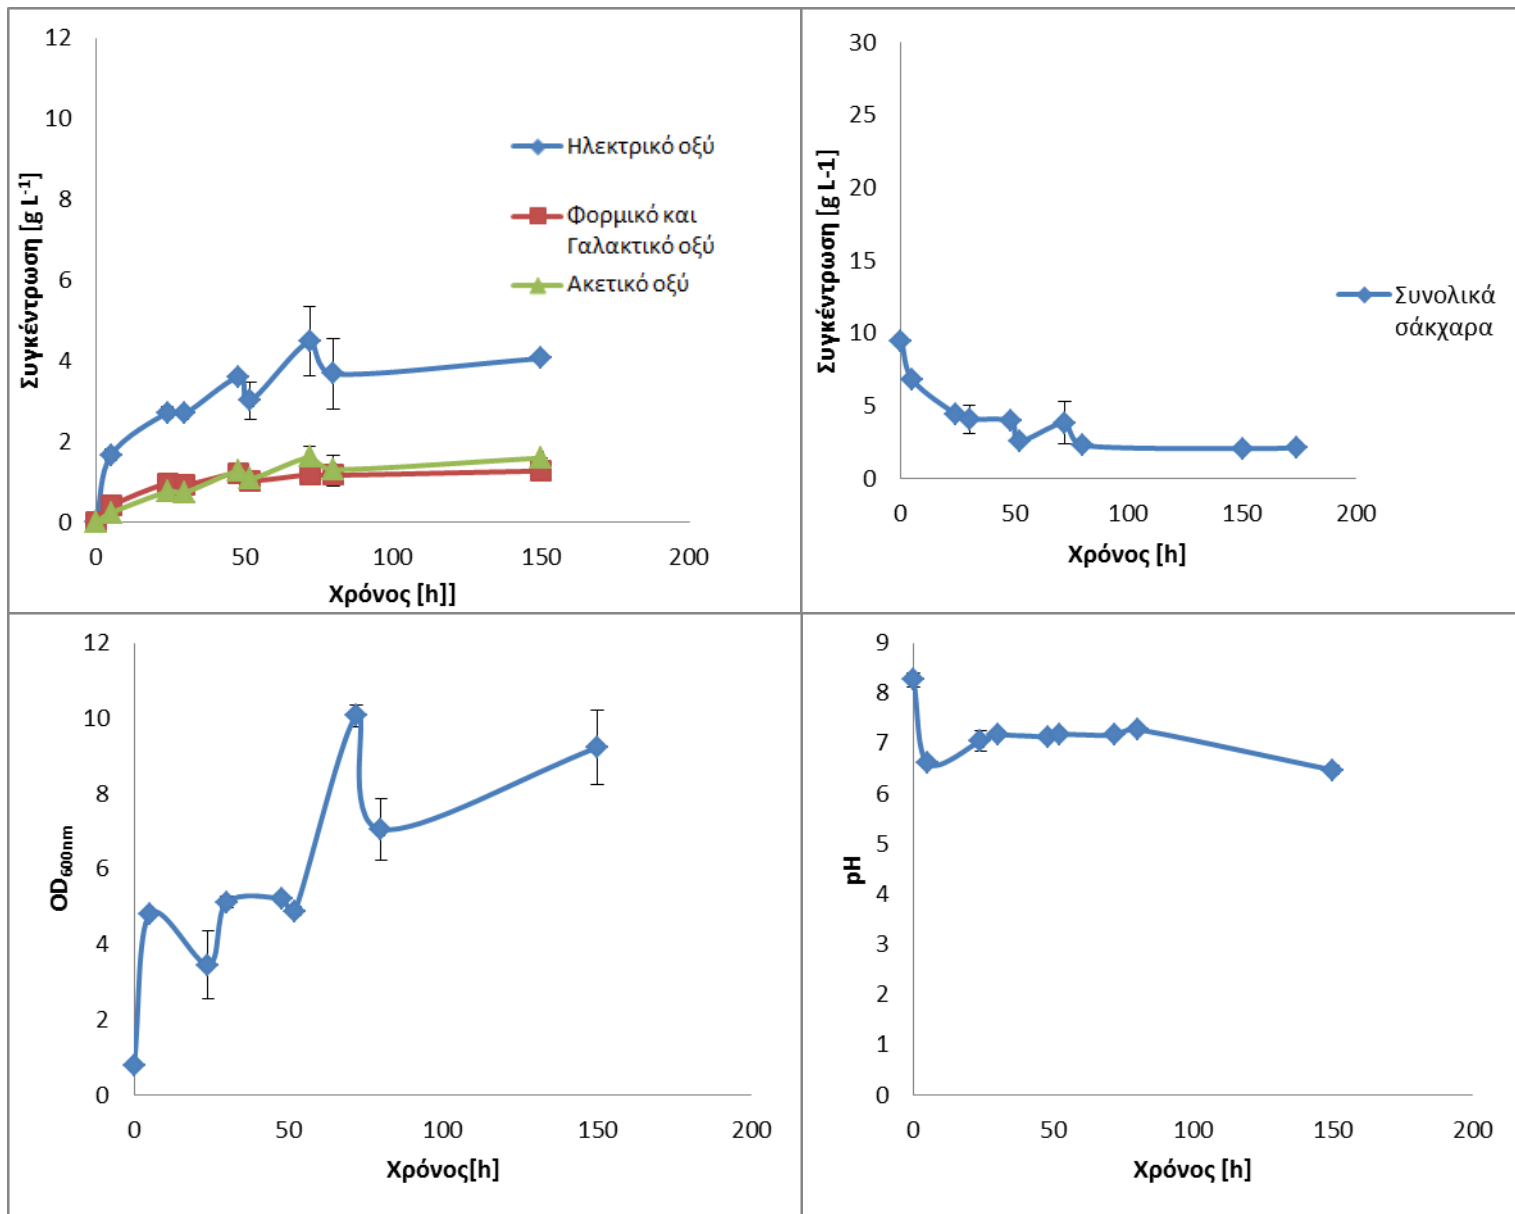 12
10
8
6
4
2
0
Συγκέντρωση [g L-1]
Ηλεκτρικό οξύ
Φορμικό και
Γαλακτικό οξύ
Ακετικό οξύ
0 50 100 150 200
Χρόνος [h]]
30
25
20
15
10
5
0
Συγκέντρωση [g L-1]
Συνολικά
σάκχαρα
0 50 100 150 200
Χρόνος [h]
12
10
8
6
4
2
0
OD600nm
0 50 100 150 200
Χρόνος[h]
9
8
7
6
5
4
3
2
1
0
pH
0 50 100 150 200
Χρόνος [h]